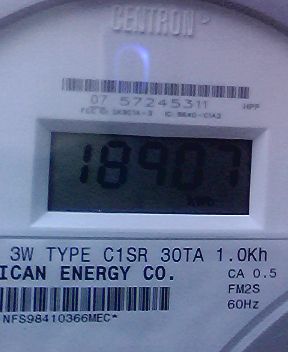 CENTRON
07 57245311 HPP
18907
3W TYPE C1SR 30TA 1.0Kh
ICAN ENERGY CO. CA 0.5
FM2S
60Hz
NFS98410366MEC*